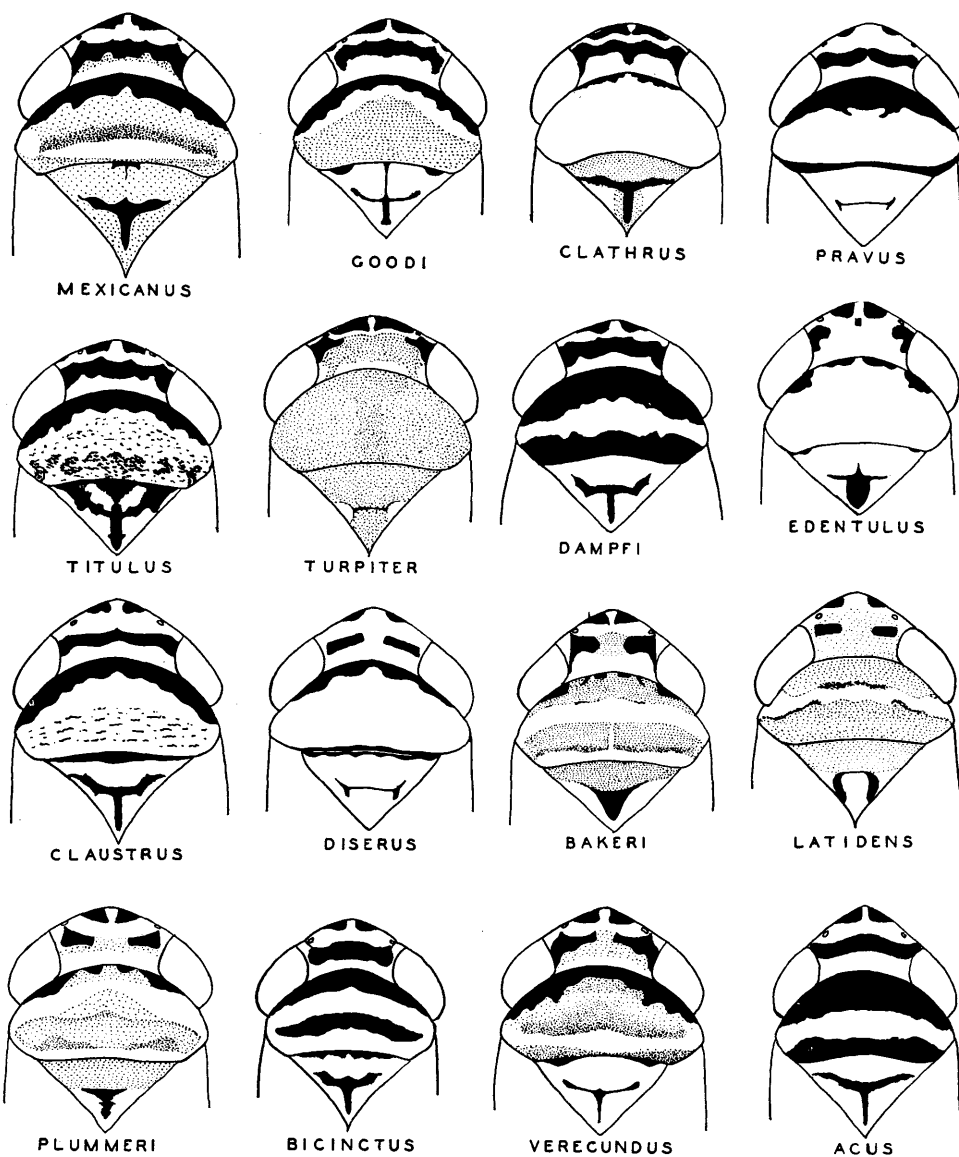 MEXICANUS
GOODI
CLATHRUS
PRAVUS
TITULUS
TURPITER
DAMPFI
EDENTULUS
CLAUSTRUS
DISERUS
BAKERI
LATIDENS
PLUMMERI
BICINCTUS
VERECUNDUS
ACUS